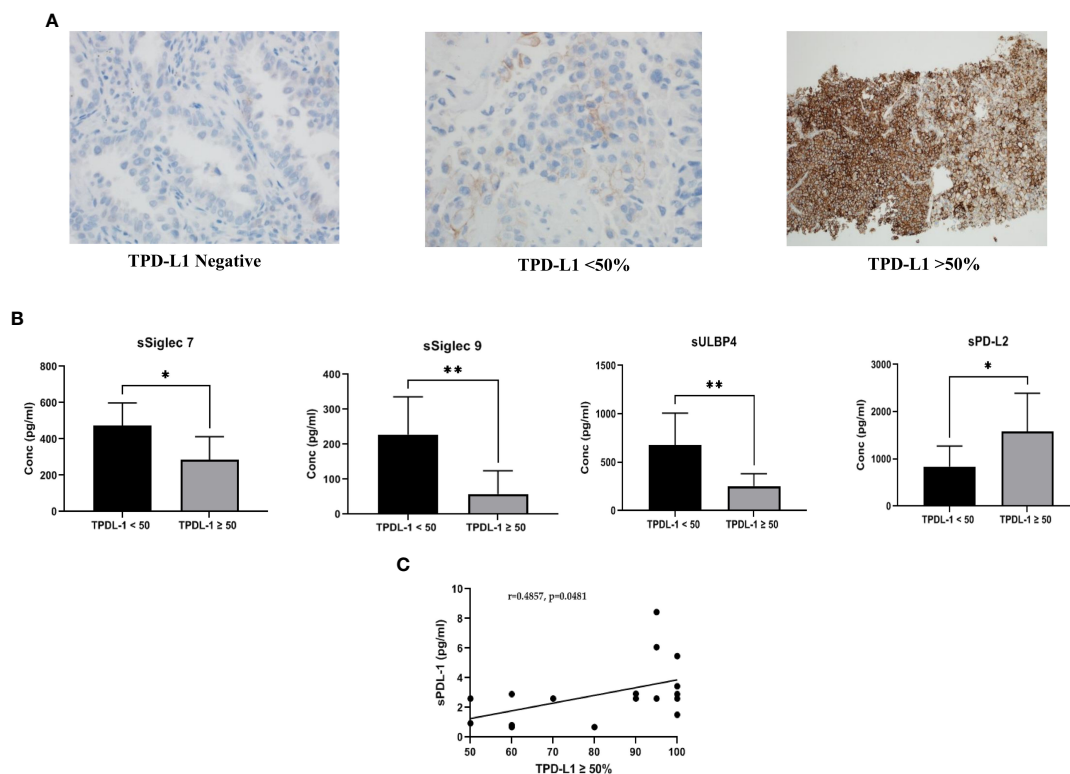 A
TPD-L1 Negative
TPD-L1 <50%
TPD-L1 >50%
B
sSiglec 7
Conc (pg/ml)
800
600
400
200
0
*
TPDL-1 < 50
TPDL-1 ≥ 50
sSiglec 9
Conc (pg/ml)
400
300
200
100
0
**
TPDL-1 < 50
TPDL-1 ≥ 50
sULBP4
Conc (pg/ml)
1500
1000
500
0
**
TPDL-1 < 50
TPDL-1 ≥ 50
sPD-L2
Conc (pg/ml)
3000
2000
1000
0
*
TPDL-1 < 50
TPDL-1 ≥ 50
C
r=0.4857, p=0.0481
sPDL-1 (pg/ml)
10
8
6
4
2
0
50 60 70 80 90 100
TPD-L1 ≥ 50%